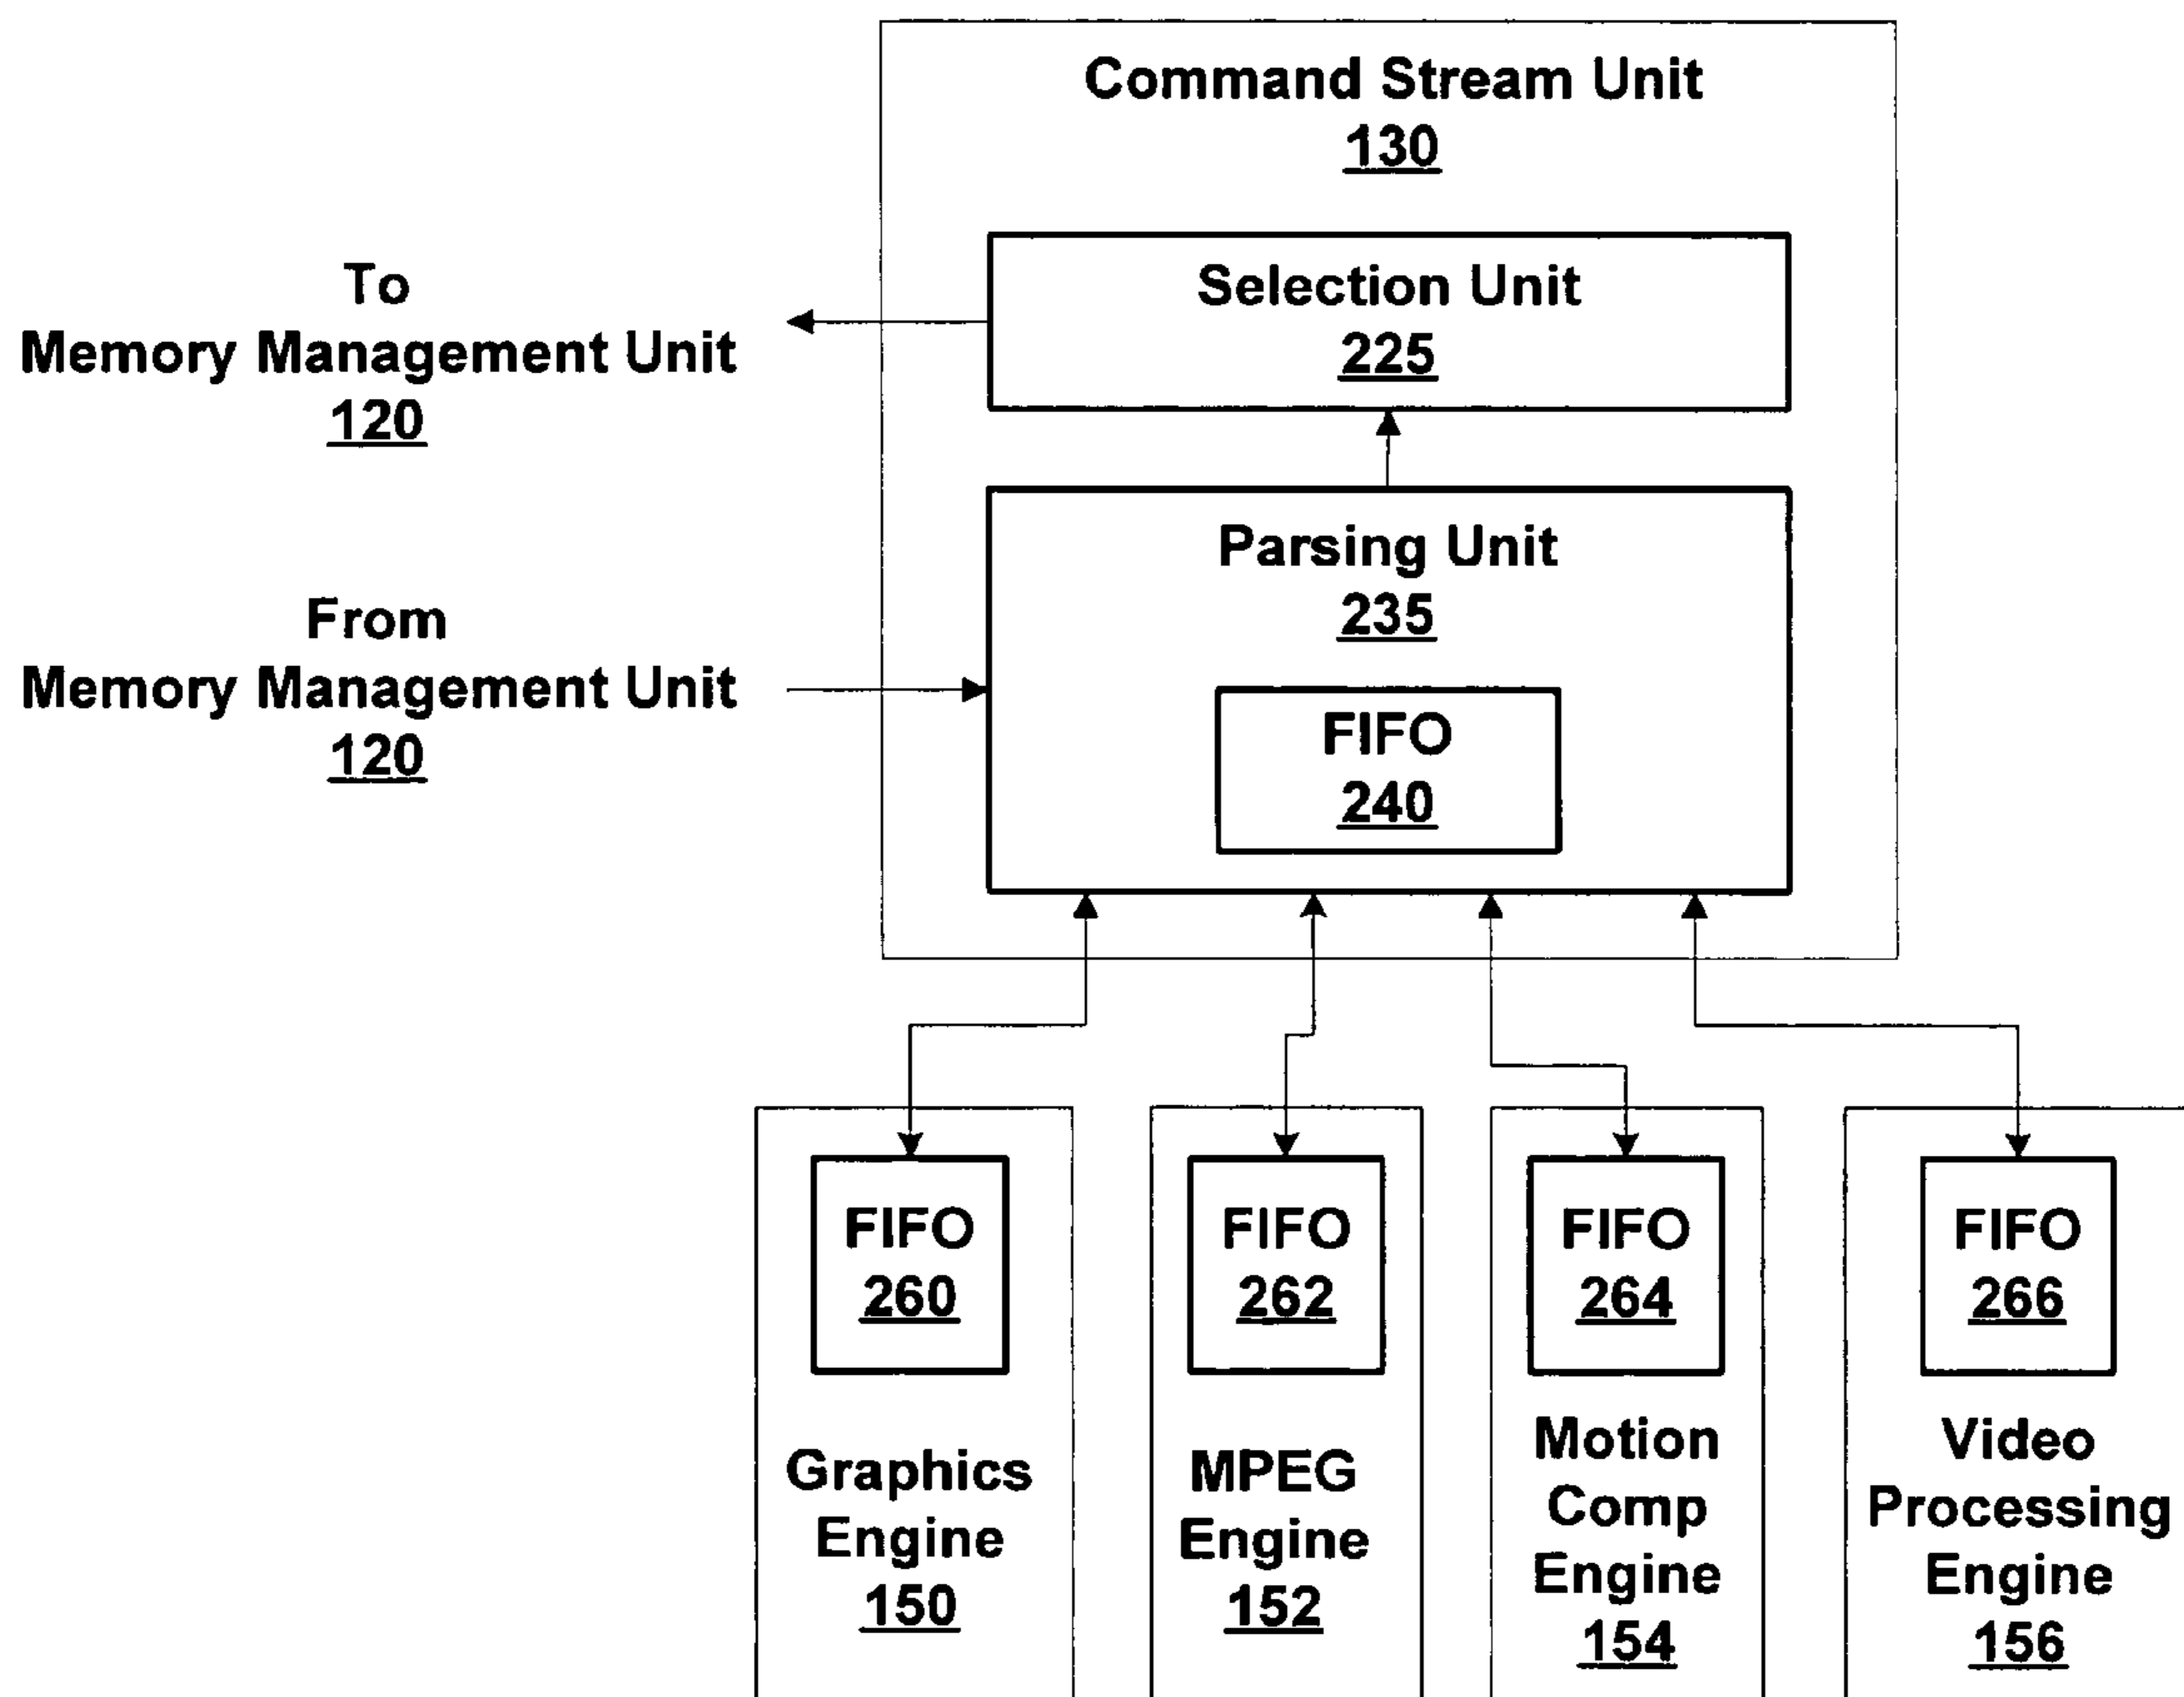 Command Stream Unit
130
To
Memory Management Unit
120
Selection Unit
225
From
Memory Management Unit
120
Parsing Unit
235
FIFO
240
FIFO
260
Graphics
Engine
150
FIFO
262
MPEG
Engine
152
FIFO
264
Motion
Comp
Engine
154
FIFO
266
Video
Processing
Engine
156